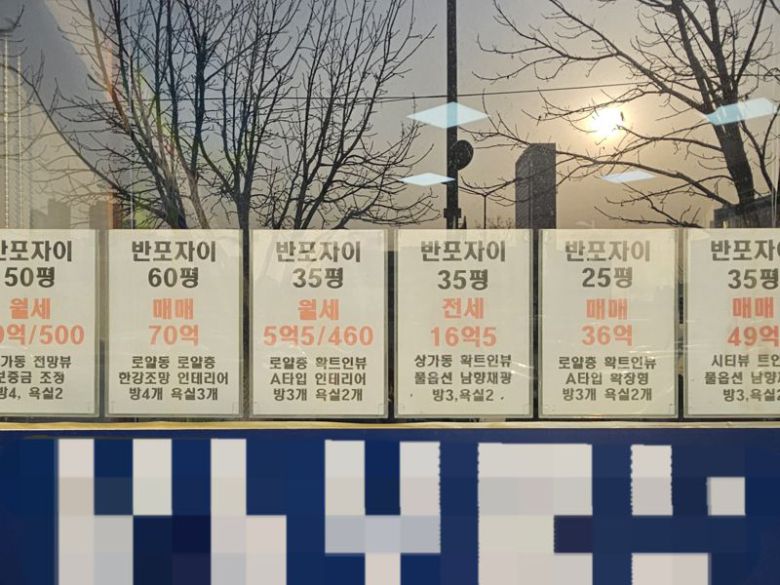 반포자이
50평
월세
/500
전망뷰
보증금 조정
방4, 욕실2
반포자이
60평
매매
70억
로얄동 로얄층
한강조망 인테리어
방4개 욕실3개
반포자이
35평
월세
5억5/460
로얄층 확트인뷰
A타입 인테리어
방3개 욕실2개
반포자이
35평
전세
16억5
상가동 확트인뷰
풀옵션 남향재팡
방3,욕실2
반포자이
25평
매매
36억
로얄층 확트인뷰
A타입 확장형
방3개 욕실2개
반포자이
35평
매매
49억
시티뷰
풀옵션
방3,욕실2